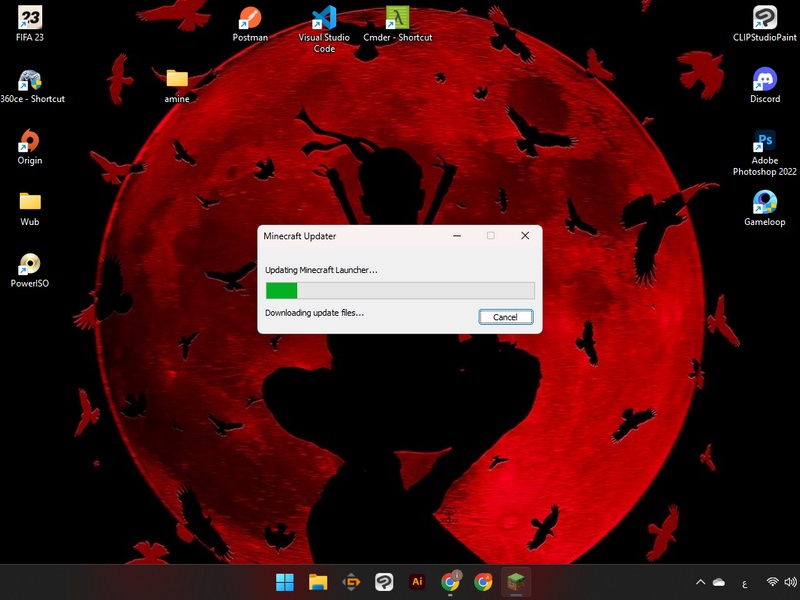 FIFA 23
Postman
Visual Studio
Code
Cmder - Shortcut
CLIPStudioPaint
360ce - Shortcut
amine
Discord
Origin
Adobe
Photoshop 2022
Wub
Gameloop
PowerISO
Minecraft Updater
Updating Minecraft Launcher...
Downloading update files...
Cancel
Ai
ع